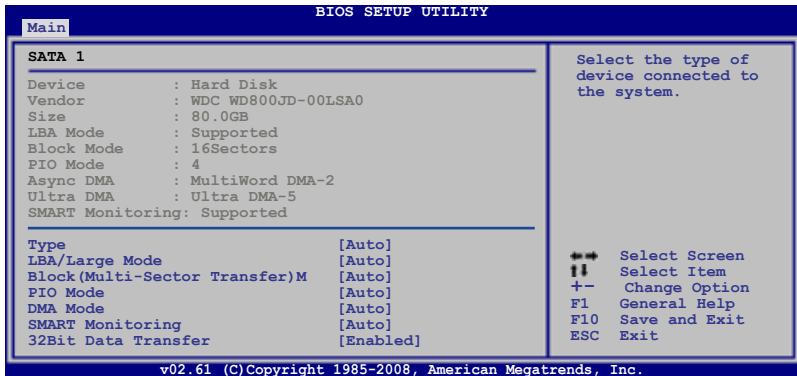 BIOS SETUP UTILITY
Main
SATA 1
Device : Hard Disk
Vendor : WDC WD800JD-00LSA0
Size : 80.0GB
LBA Mode : Supported
Block Mode : 16Sectors
PIO Mode : 4
Async DMA : MultiWord DMA-2
Ultra DMA : Ultra DMA-5
SMART Monitoring: Supported
Type [Auto]
LBA/Large Mode [Auto]
Block(Multi-Sector Transfer)M [Auto]
PIO Mode [Auto]
DMA Mode [Auto]
SMART Monitoring [Auto]
32Bit Data Transfer [Enabled]
Select the type of
device connected to
the system.
←→ Select Screen
↑↓ Select Item
+- Change Option
F1 General Help
F10 Save and Exit
ESC Exit
v02.61 (C)Copyright 1985-2008, American Megatrends, Inc.